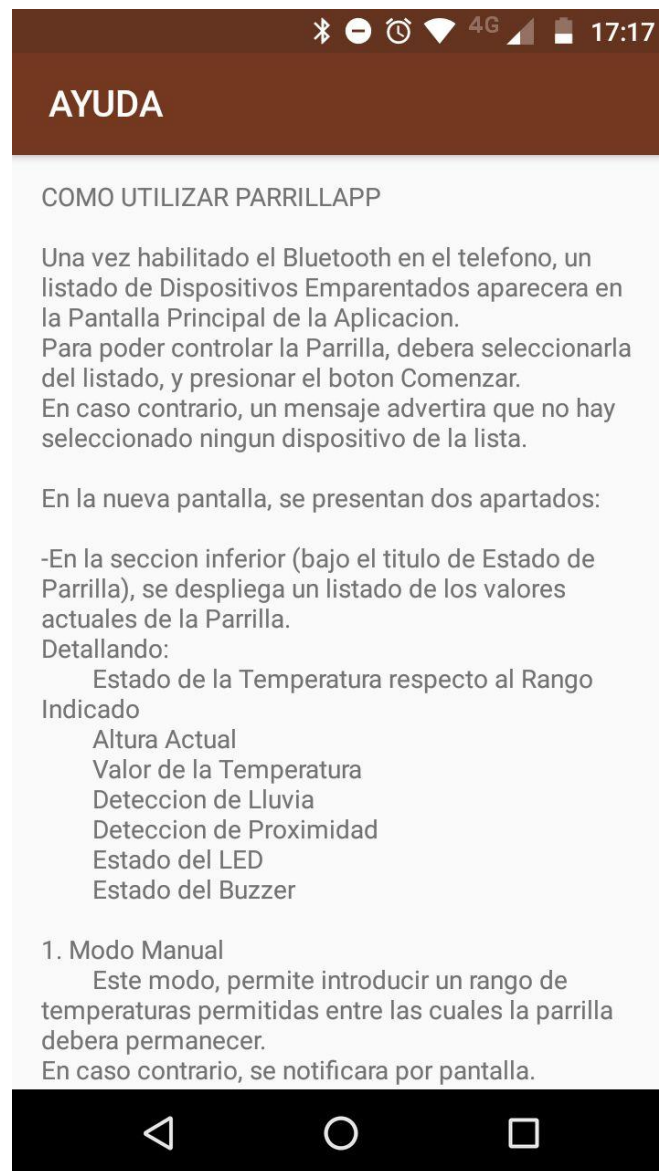 4G 17:17
AYUDA
COMO UTILIZAR PARRILLAPP
Una vez habilitado el Bluetooth en el telefono, un
listado de Dispositivos Emparentados aparecera en
la Pantalla Principal de la Aplicacion.
Para poder controlar la Parrilla, debera seleccionarla
del listado, y presionar el boton Comenzar.
En caso contrario, un mensaje advertira que no hay
seleccionado ningun dispositivo de la lista.
En la nueva pantalla, se presentan dos apartados:
-En la seccion inferior (bajo el titulo de Estado de
Parrilla), se despliega un listado de los valores
actuales de la Parrilla.
Detallando:
Estado de la Temperatura respecto al Rango
Indicado
Altura Actual
Valor de la Temperatura
Deteccion de Lluvia
Deteccion de Proximidad
Estado del LED
Estado del Buzzer
1. Modo Manual
Este modo, permite introducir un rango de
temperaturas permitidas entre las cuales la parrilla
debera permanecer.
En caso contrario, se notificara por pantalla.